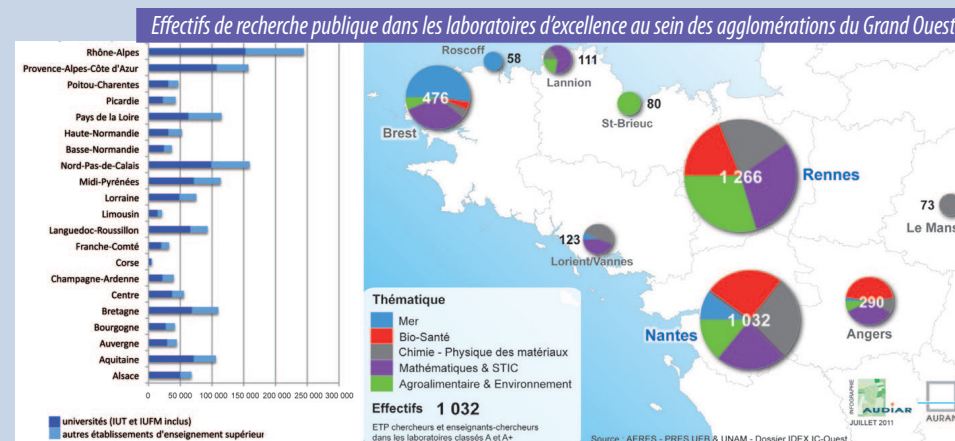 Effectifs de recherche publique dans les laboratoires d'excellence au sein des agglomérations du Grand Ouest
Rhône-Alpes
Provence-Alpes-Côte d'Azur
Poitou-Charentes
Picardie
Pays de la Loire
Haute-Normandie
Basse-Normandie
Nord-Pas-de-Calais
Midi-Pyrénées
Lorraine
Limousin
Languedoc-Roussillon
Franche-Comté
Corse
Champagne-Ardenne
Centre
Bretagne
Bourgogne
Auvergne
Aquitaine
Alsace
0 50 000 100 000 150 000 200 000 250 000 300 000
universités (IUT et IUFM inclus)
autres établissements d'enseignement supérieur
Roscoff
58
111
Lannion
476
Brest
80
St-Brieuc
1 266
Rennes
73
Le Mans
123
Lorient/Vannes
1 032
Nantes
290
Angers
Thématique
Mer
Bio-Santé
Chimie - Physique des matériaux
Mathématiques & STIC
Agroalimentaire & Environnement
Effectifs 1 032
ETP chercheurs et enseignants-chercheurs
dans les laboratoires classés A et A+
Source : AERES - PRES UEB & UNAM - Dossier IDEX IC-Ouest
INFOGRAPHIE
AUDIAR
JUILLET 2011
AURAN